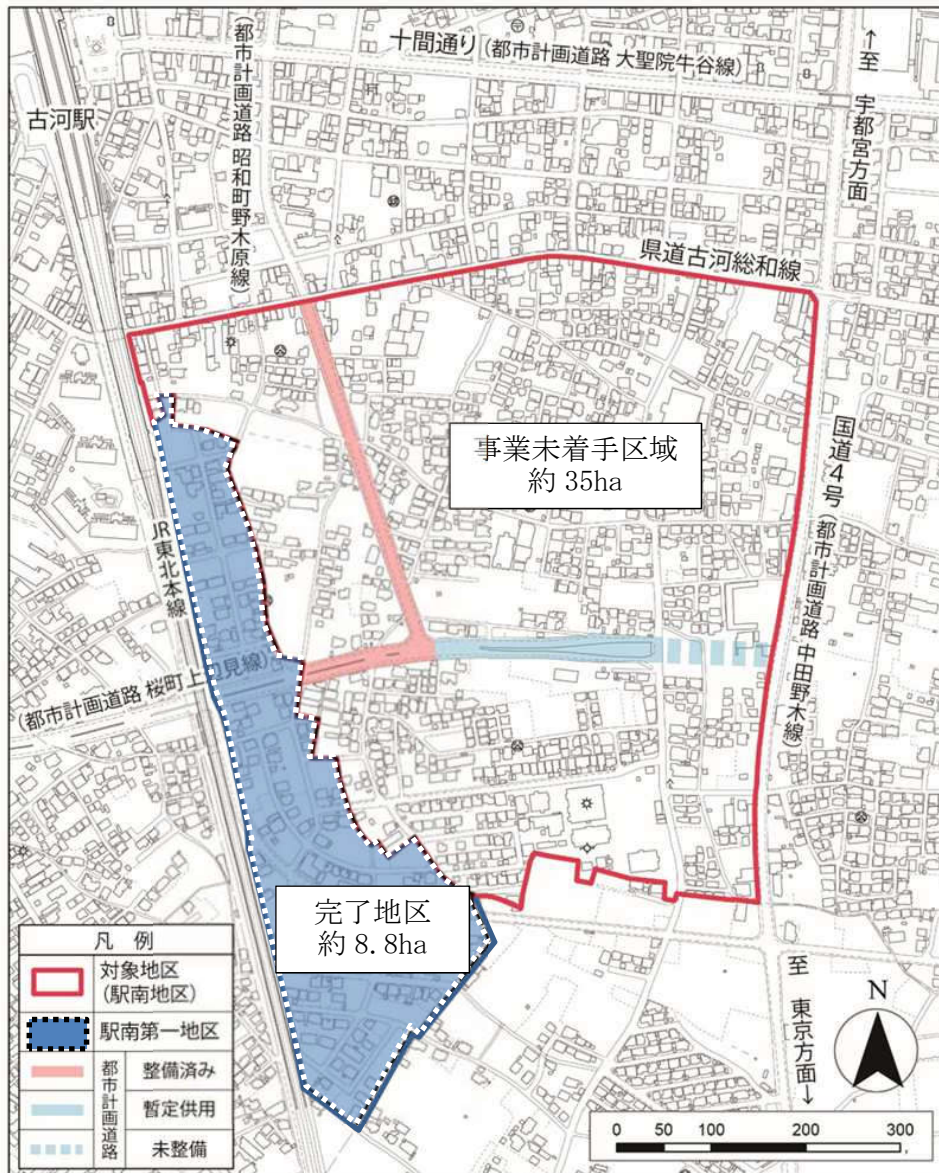 十間通り(都市計画道路 大聖院牛谷線)
↑至 宇都宮方面
古河駅
(都市計画道路 昭和町野木原線)
県道古河総和線
事業未着手区域
約 35ha
国道4号(都市計画道路 中田野木線)
JR東北本線
(都市計画道路 桜町上 見線)
完了地区
約 8.8ha
凡 例
対象地区
(駅南地区)
駅南第一地区
都市計画道路
整備済み
暫定供用
未整備
至 東京方面↓
N
0 50 100 200 300